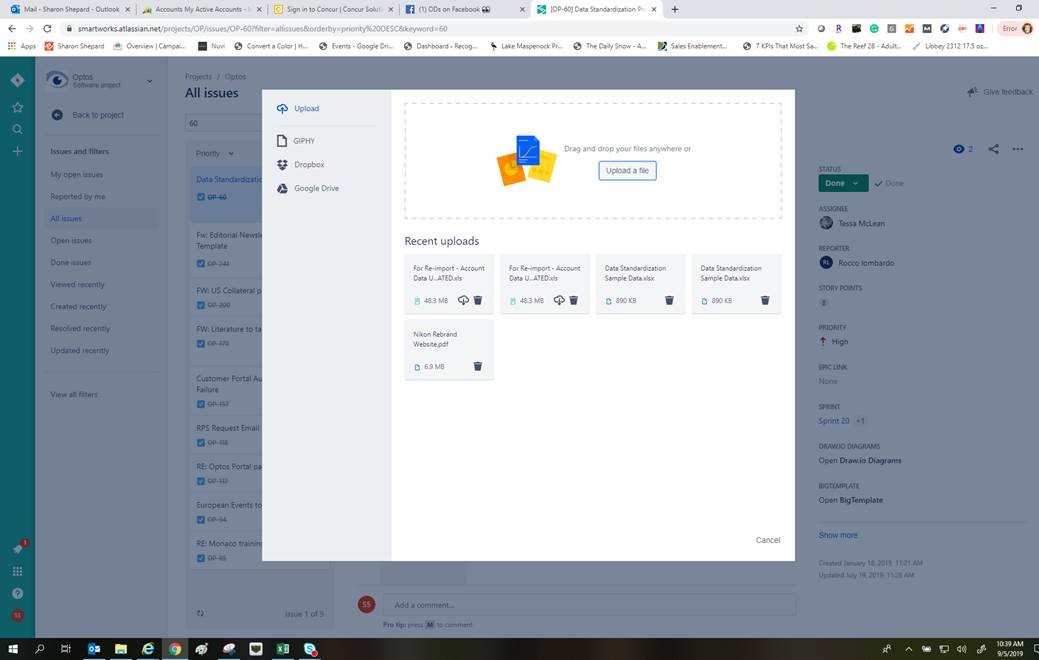 Mail - Sharon Shepard - Outlook
Accounts My Active Accounts - M
Sign in to Concur | Concur Soluti
(1) ODs on Facebook
[OP-60] Data Standardization Pr
smartworks.atlassian.net/projects/OP/issues/OP-60?filter=allissues&orderby=priority%20DESC&keyword=60
Error
Apps
Sharon Shepard
Overview | Campai...
Nuvi
Convert a Color | H...
Events - Google Dri...
Dashboard - Recog...
Lake Maspenock Pr...
The Daily Show - A...
Sales Enablement...
7 KPIs That Most Sa...
The Reef 28 - Adult...
Libbey 2312 17.5 oz...
Optos
Software project
Back to project
Issues and filters
My open issues
Reported by me
All issues
Open issues
Done issues
Viewed recently
Created recently
Resolved recently
Updated recently
View all filters
1
SS
Projects / Optos
All issues
60
Priority
Data Standardizatio
OP-60
Fw: Editorial Newsle
Template
OP-241
FW: US Collateral p
OP-200
FW: Literature to ta
OP-170
Customer Portal Au
Failure
OP-157
RPS Request Email
OP-118
RE: Optos Portal pa
OP-112
European Events to
OP-94
RE: Monaco training
OP-85
Issue 1 of 9
Upload
GIPHY
Dropbox
Google Drive
Drag and drop your files anywhere or
Upload a file
Recent uploads
For Re-import - Account
Data U...ATED.xls
48.3 MB
For Re-import - Account
Data U...ATED.xls
48.3 MB
Data Standardization
Sample Data.xlsx
890 KB
Data Standardization
Sample Data.xlsx
890 KB
Nikon Rebrand
Website.pdf
6.9 MB
Cancel
SS
Add a comment...
Pro tip: press M to comment
Give feedback
2
STATUS
Done
Done
ASSIGNEE
Tessa McLean
REPORTER
RL
Rocco lombardo
STORY POINTS
8
PRIORITY
High
EPIC LINK
None
SPRINT
Sprint 20 +1
DRAW.IO DIAGRAMS
Open Draw.io Diagrams
BIGTEMPLATE
Open BigTemplate
Show more
Created January 18, 2019, 11:21 AM
Updated July 19, 2019, 11:28 AM
10:39 AM
9/5/2019